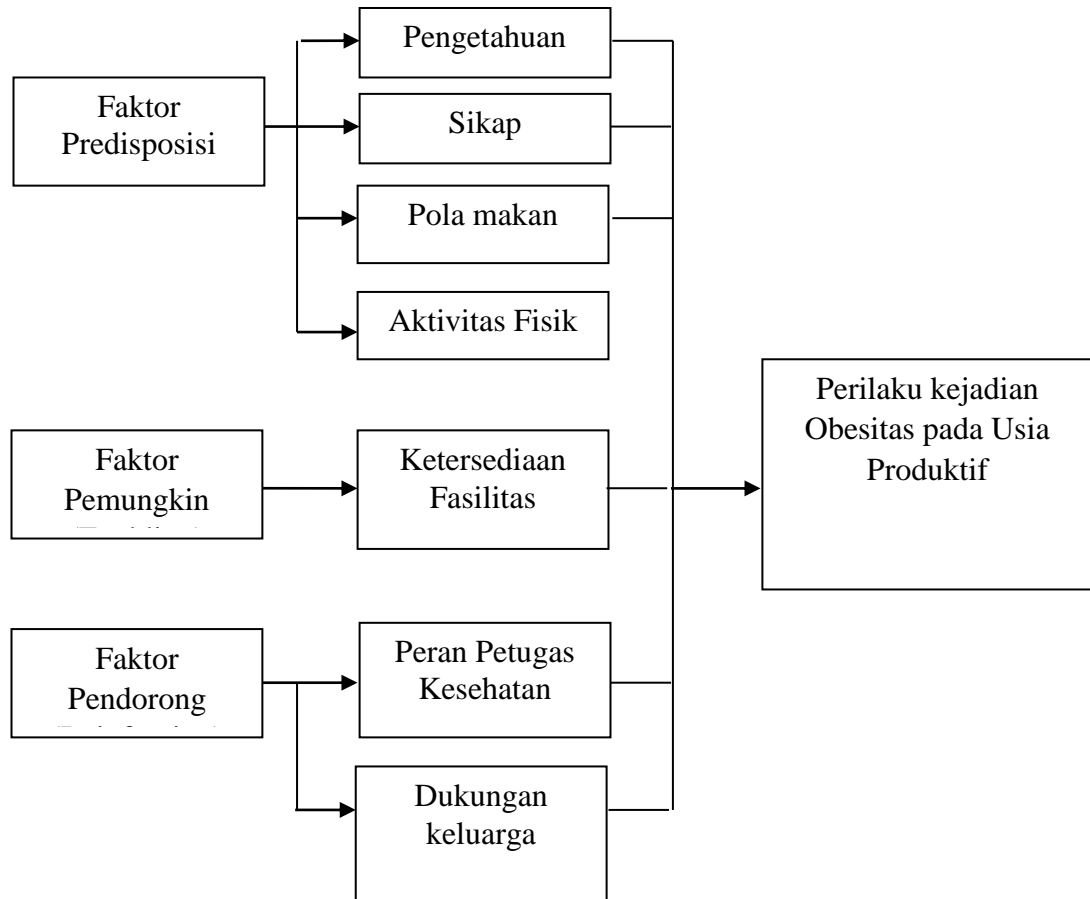 Pengetahuan
Faktor
Predisposisi
Sikap
Pola makan
Aktivitas Fisik
Perilaku kejadian
Obesitas pada Usia
Produktif
Faktor
Pemungkin
Ketersediaan
Fasilitas
Faktor
Pendorong
Peran Petugas
Kesehatan
Dukungan
keluarga